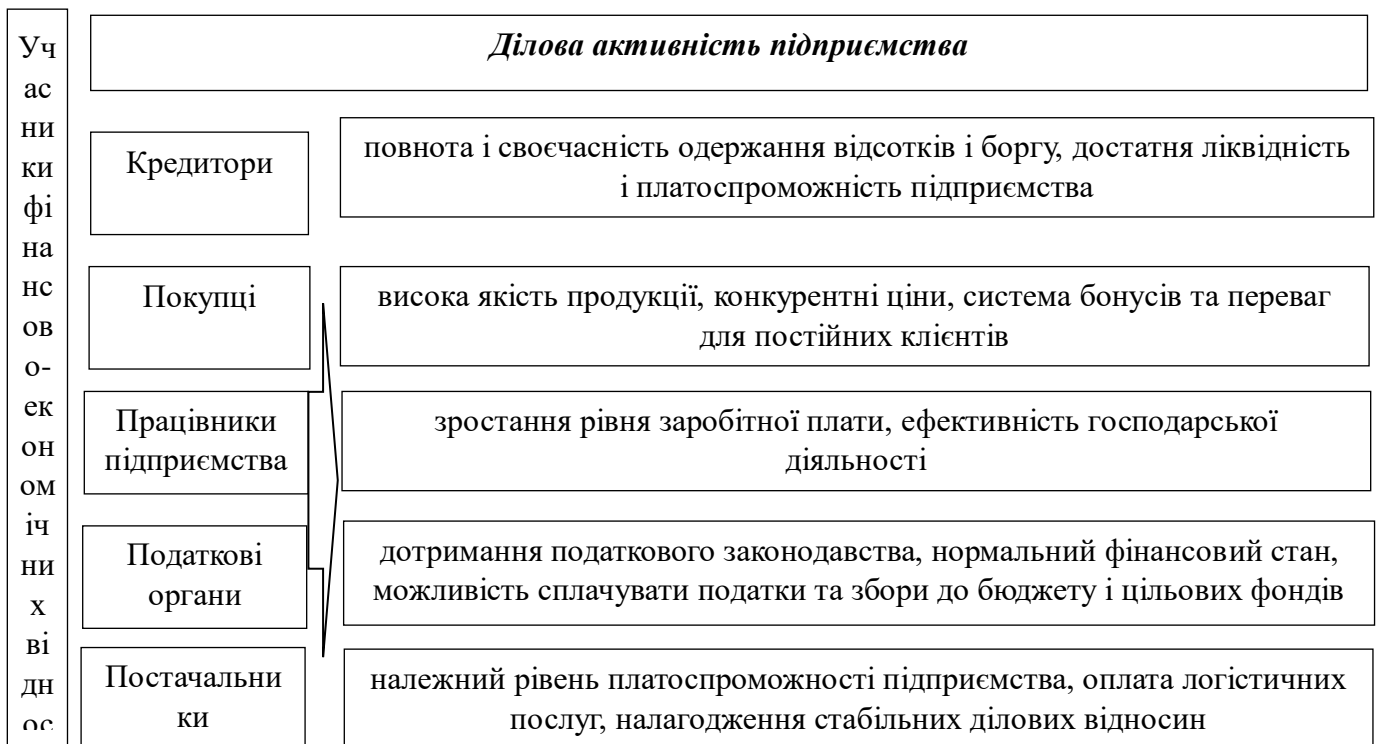 Уч
ас
ни
ки
фі
на
нс
ов
о-
ек
он
ом
іч
ни
х
ві
дн
ос
Ділова активність підприємства
Кредитори
повнота і своєчасність одержання відсотків і боргу, достатня ліквідність
і платоспроможність підприємства
Покупці
висока якість продукції, конкурентні ціни, система бонусів та переваг
для постійних клієнтів
Працівники
підприємства
зростання рівня заробітної плати, ефективність господарської
діяльності
Податкові
органи
дотримання податкового законодавства, нормальний фінансовий стан,
можливість сплачувати податки та збори до бюджету і цільових фондів
Постачальни
ки
належний рівень платоспроможності підприємства, оплата логістичних
послуг, налагодження стабільних ділових відносин